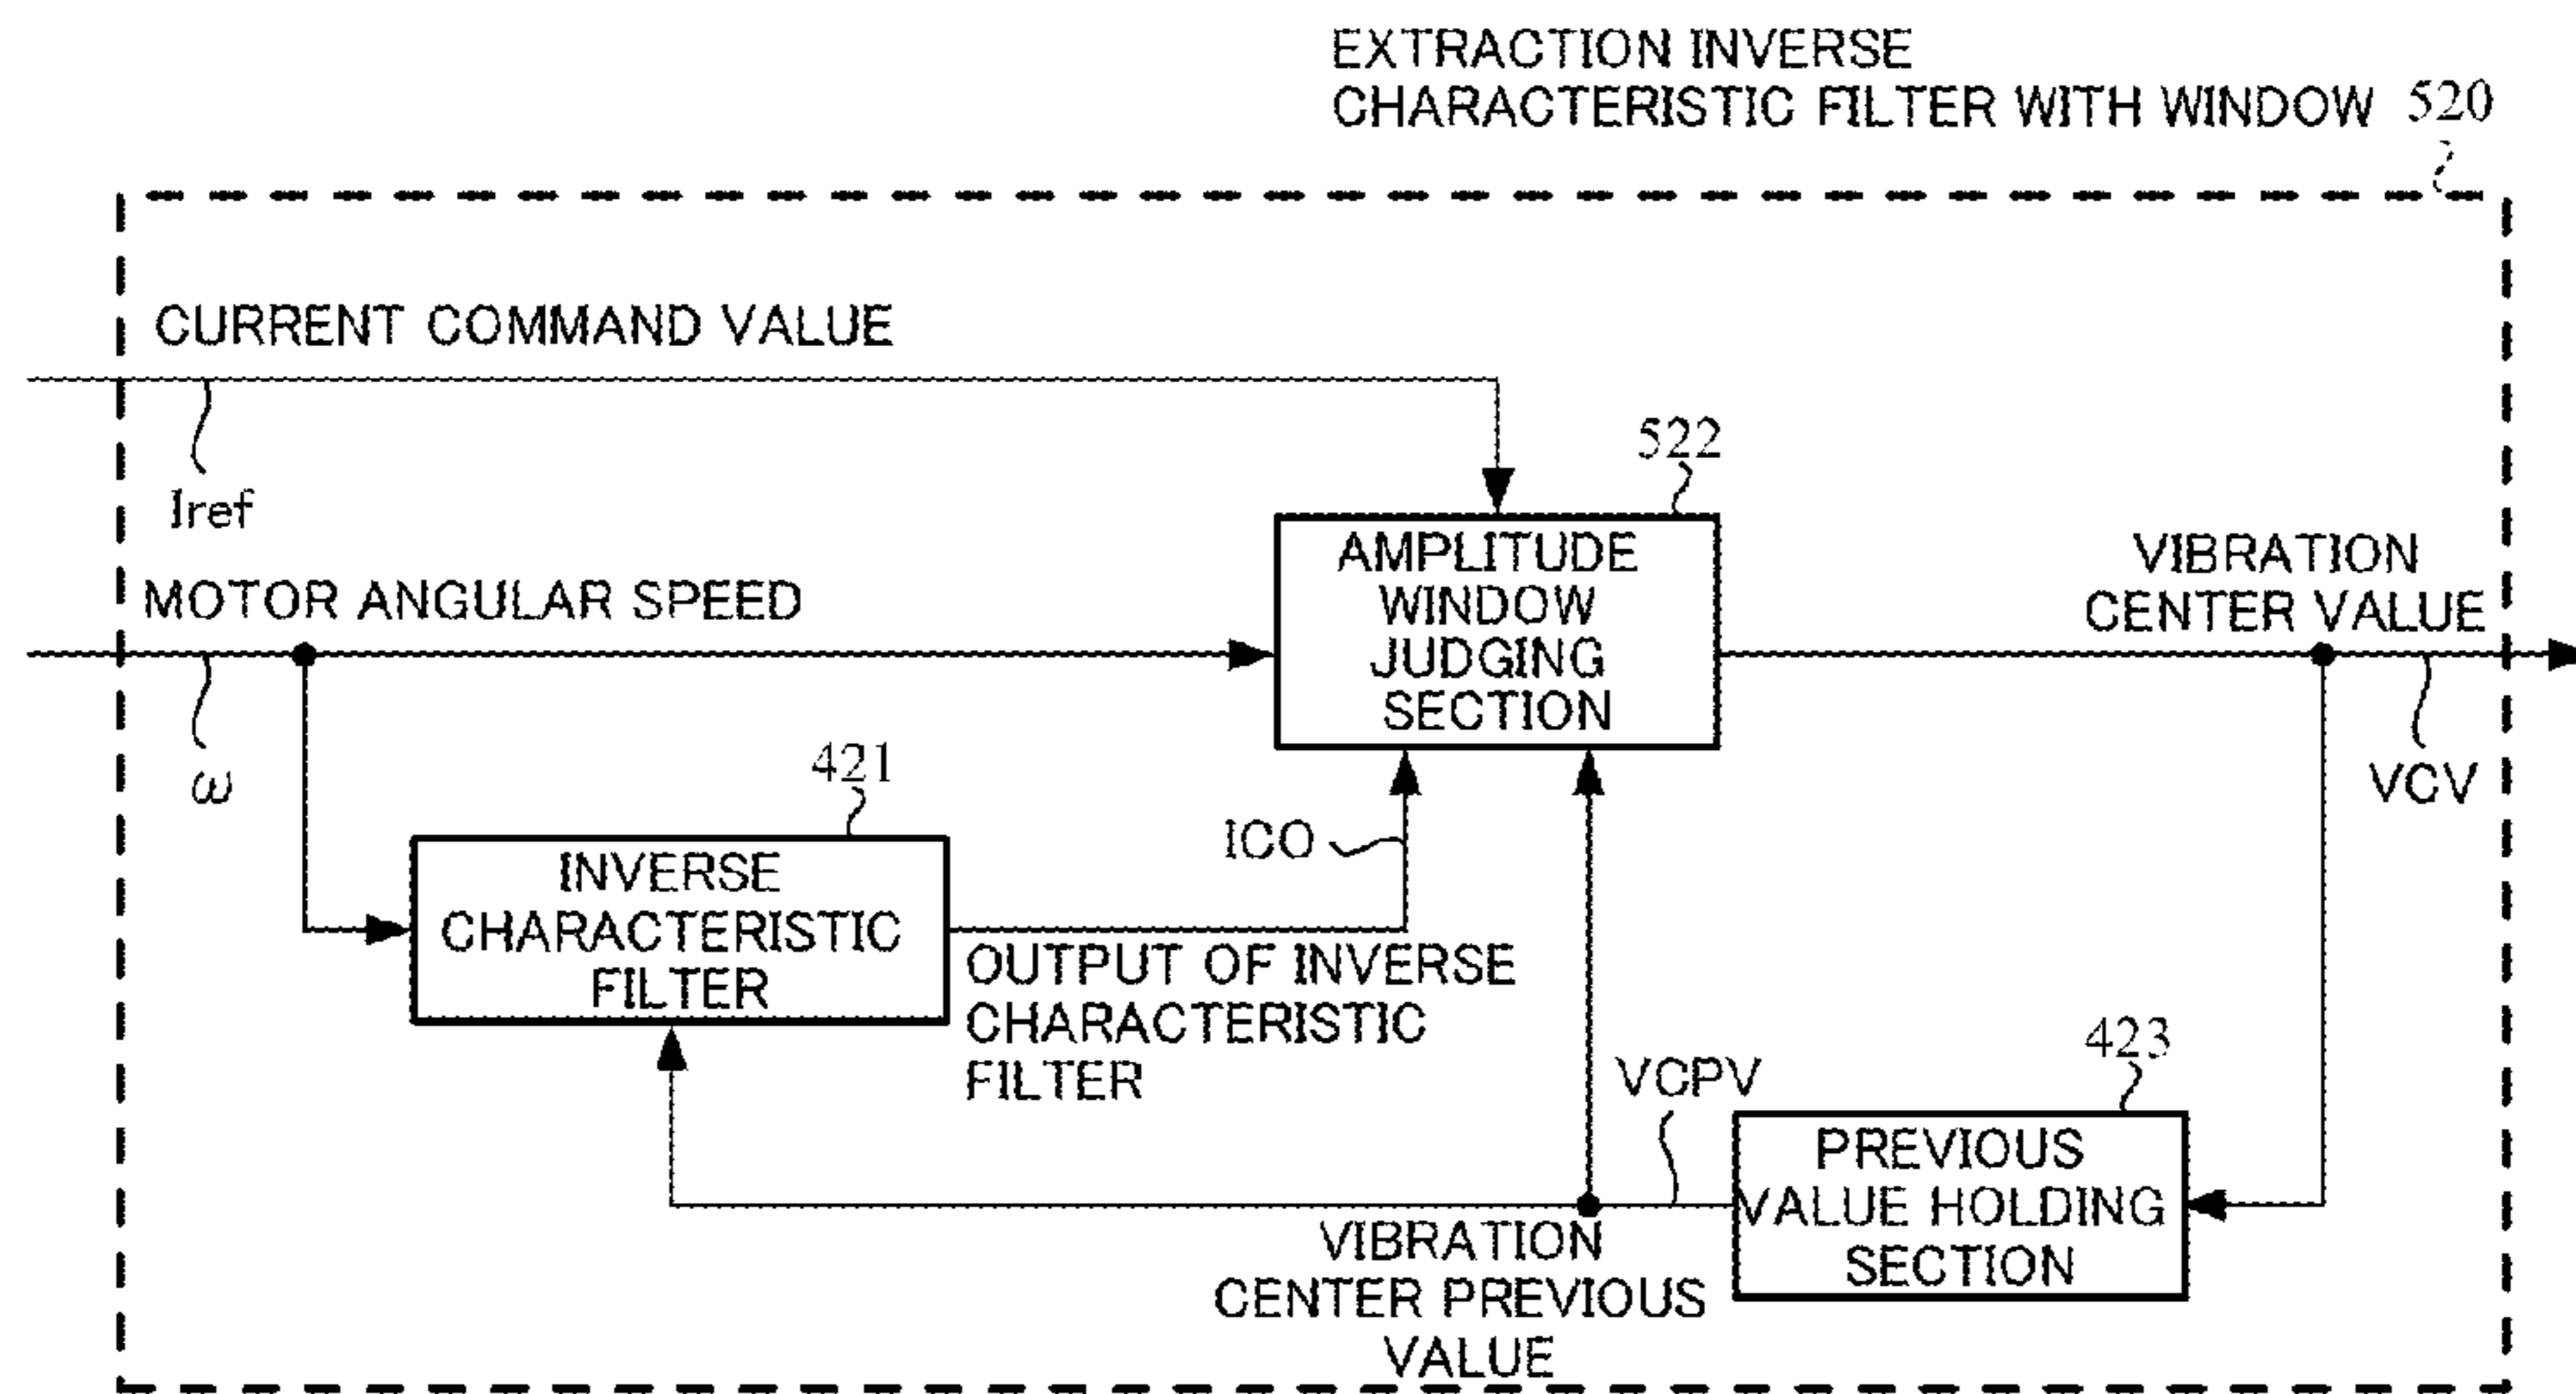 EXTRACTION INVERSE
CHARACTERISTIC FILTER WITH WINDOW 520
CURRENT COMMAND VALUE
Iref
522
AMPLITUDE
WINDOW
JUDGING
SECTION
MOTOR ANGULAR SPEED
ω
VIBRATION
CENTER VALUE
VCV
421
INVERSE
CHARACTERISTIC
FILTER
ICO
OUTPUT OF INVERSE
CHARACTERISTIC
FILTER
VCPV
423
PREVIOUS
VALUE HOLDING
SECTION
VIBRATION
CENTER PREVIOUS
VALUE